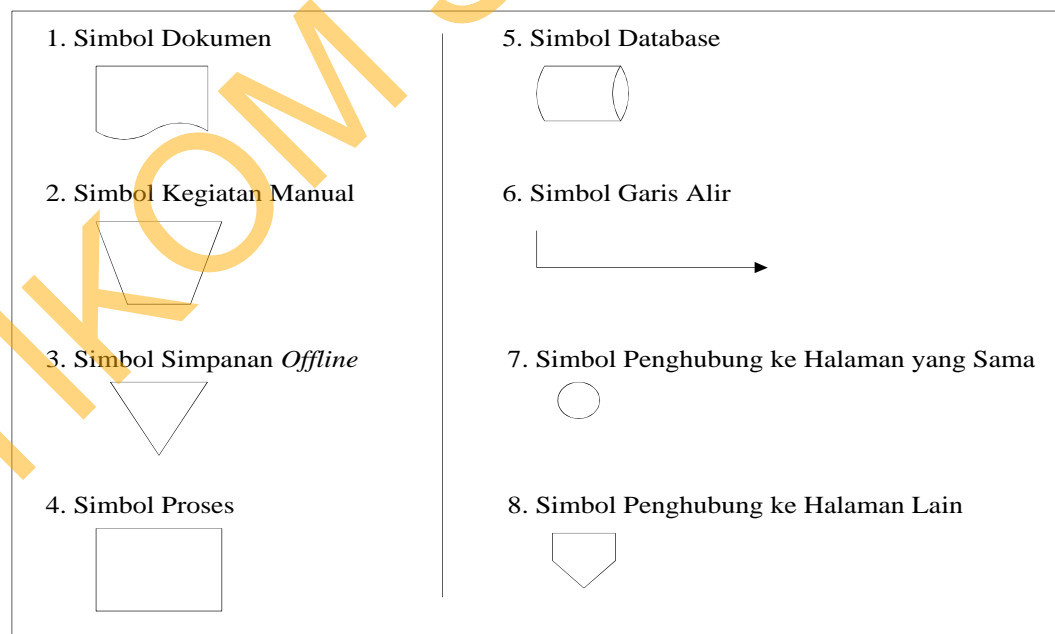 1. Simbol Dokumen
2. Simbol Kegiatan Manual
3. Simbol Simpanan Offline
4. Simbol Proses
5. Simbol Database
6. Simbol Garis Alir
7. Simbol Penghubung ke Halaman yang Sama
8. Simbol Penghubung ke Halaman Lain
IKOM